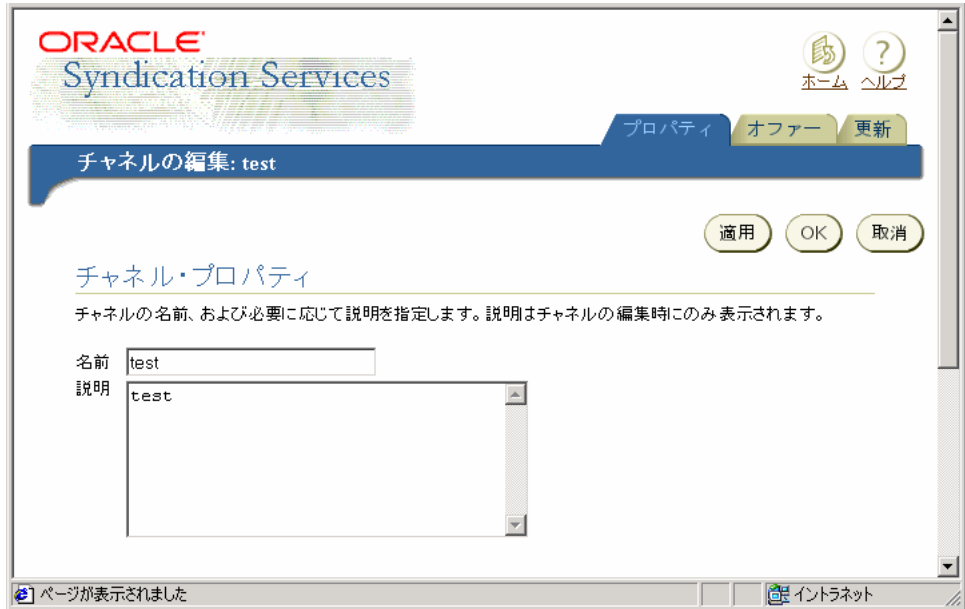 ORACLE
Syndication Services
ホーム ヘルプ
プロパティ オファー 更新
チャネルの編集: test
適用 OK 取消
チャネル・プロパティ
チャネルの名前、および必要に応じて説明を指定します。説明はチャネルの編集時にのみ表示されます。
名前 test
説明 test
ページが表示されました イントラネット